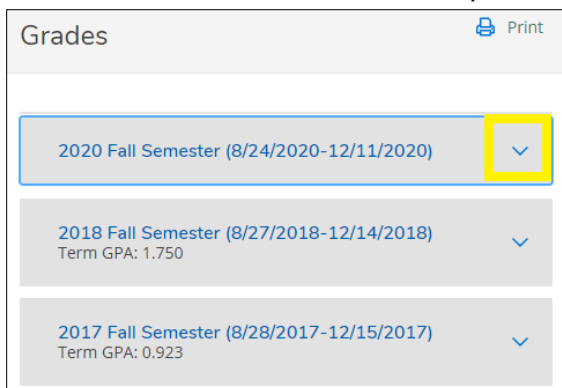 Grades
Print
2020 Fall Semester (8/24/2020-12/11/2020)
2018 Fall Semester (8/27/2018-12/14/2018)
Term GPA: 1.750
2017 Fall Semester (8/28/2017-12/15/2017)
Term GPA: 0.923